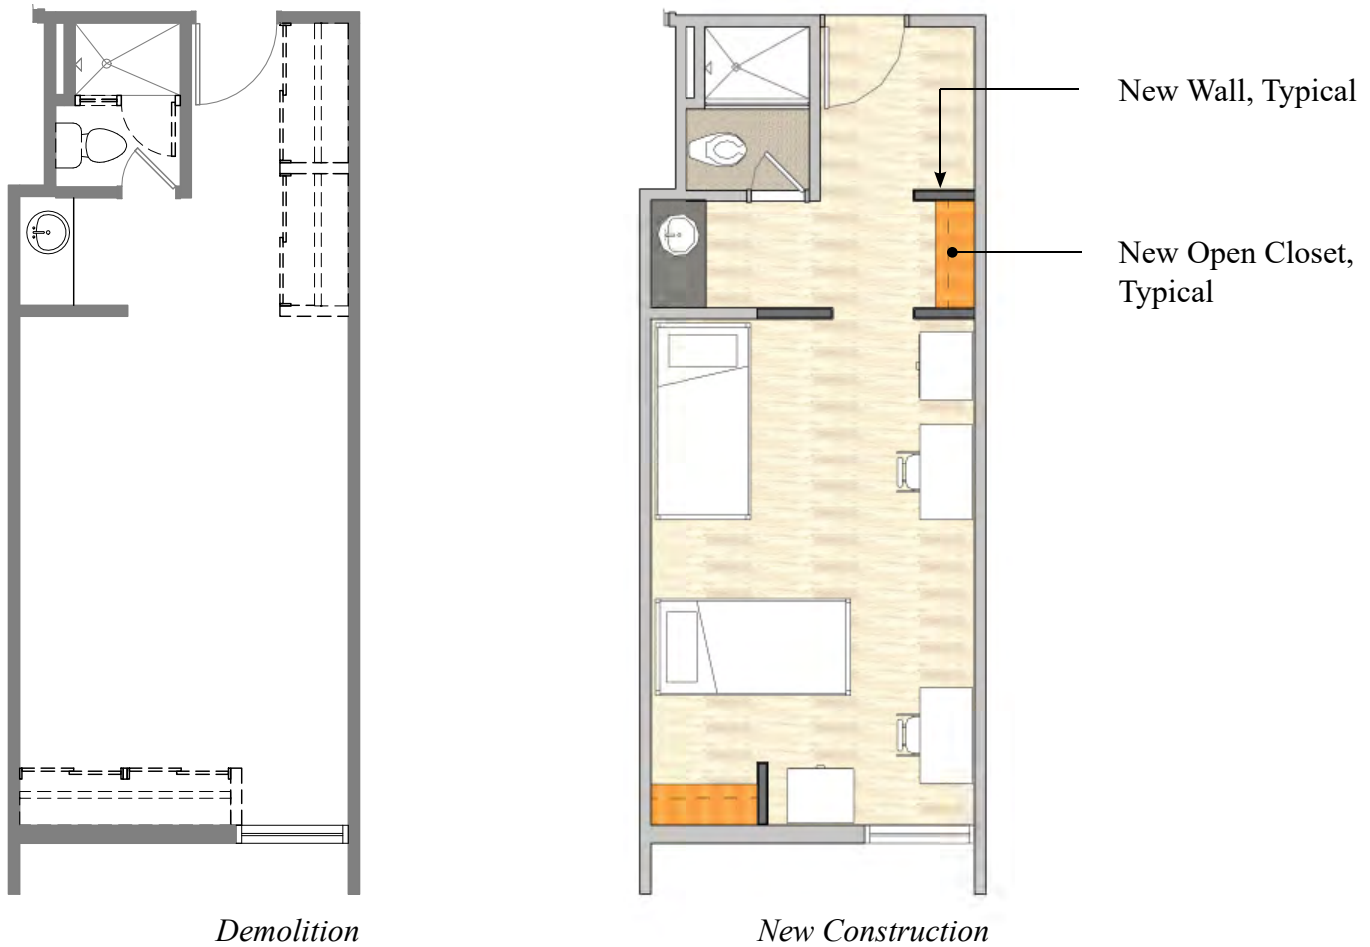 New Wall, Typical
New Open Closet,
Typical
Demolition
New Construction